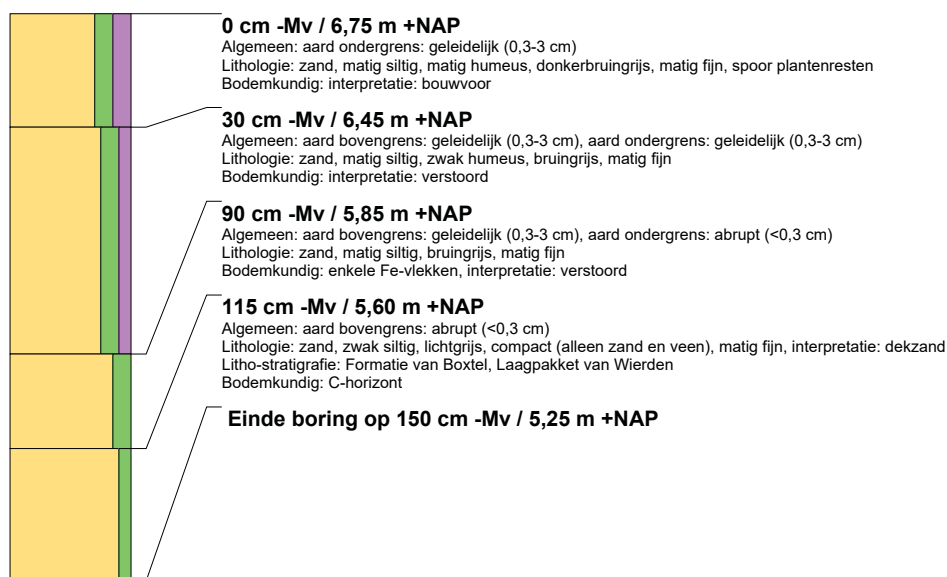 0 cm -Mv / 6,75 m +NAP
Algemeen: aard ondergrens: geleidelijk (0,3-3 cm)
Lithologie: zand, matig siltig, matig humeus, donkerbruingrijs, matig fijn, spoor plantenresten
Bodemkundig: interpretatie: bouwvoor
30 cm -Mv / 6,45 m +NAP
Algemeen: aard bovengrens: geleidelijk (0,3-3 cm), aard ondergrens: geleidelijk (0,3-3 cm)
Lithologie: zand, matig siltig, zwak humeus, bruingrijs, matig fijn
Bodemkundig: interpretatie: verstoord
90 cm -Mv / 5,85 m +NAP
Algemeen: aard bovengrens: geleidelijk (0,3-3 cm), aard ondergrens: abrupt (<0,3 cm)
Lithologie: zand, matig siltig, bruingrijs, matig fijn
Bodemkundig: enkele Fe-vlekken, interpretatie: verstoord
115 cm -Mv / 5,60 m +NAP
Algemeen: aard bovengrens: abrupt (<0,3 cm)
Lithologie: zand, zwak siltig, lichtgrijs, compact (alleen zand en veen), matig fijn, interpretatie: dekzand
Litho-stratigrafie: Formatie van Boxtel, Laagpakket van Wierden
Bodemkundig: C-horizont
Einde boring op 150 cm -Mv / 5,25 m +NAP